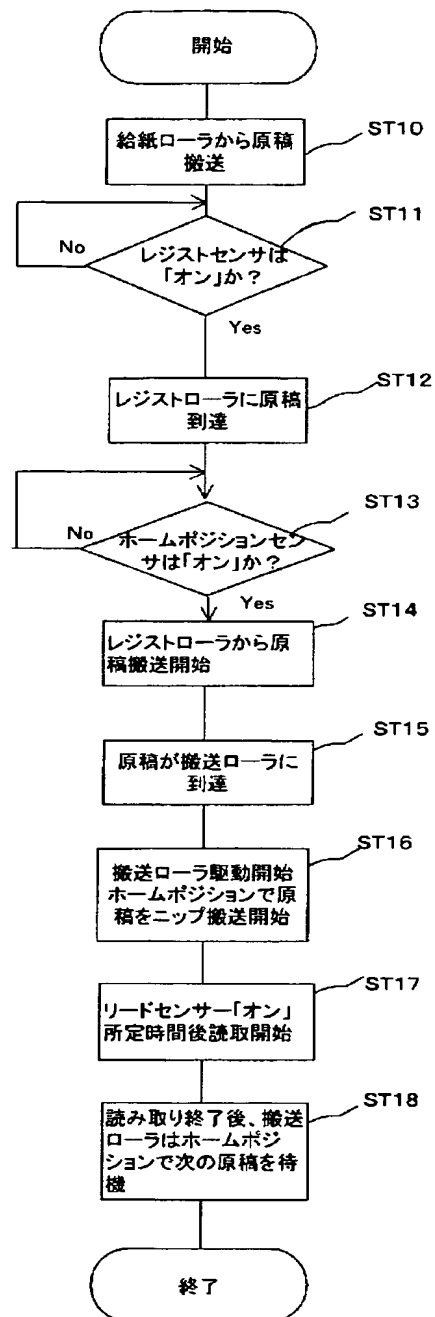 開始
給紙ローラから原稿
搬送
ST10
レジストセンサは
「オン」か?
ST11
No
Yes
レジストローラに原稿
到達
ST12
ホームポジションセン
サは「オン」か?
ST13
No
Yes
レジストローラから原
稿搬送開始
ST14
原稿が搬送ローラに
到達
ST15
搬送ローラ駆動開始
ホームポジションで原
稿をニップ搬送開始
ST16
リードセンサー「オン」
所定時間後読取開始
ST17
読み取り終了後、搬送
ローラはホームポジ
ションで次の原稿を待
機
ST18
終了